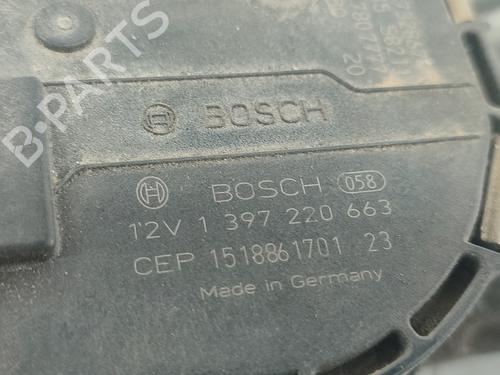 B-PARTS
BOSCH
BOSCH 058
12V 1 397 220 663
CEP 1518861701 23
Made in Germany